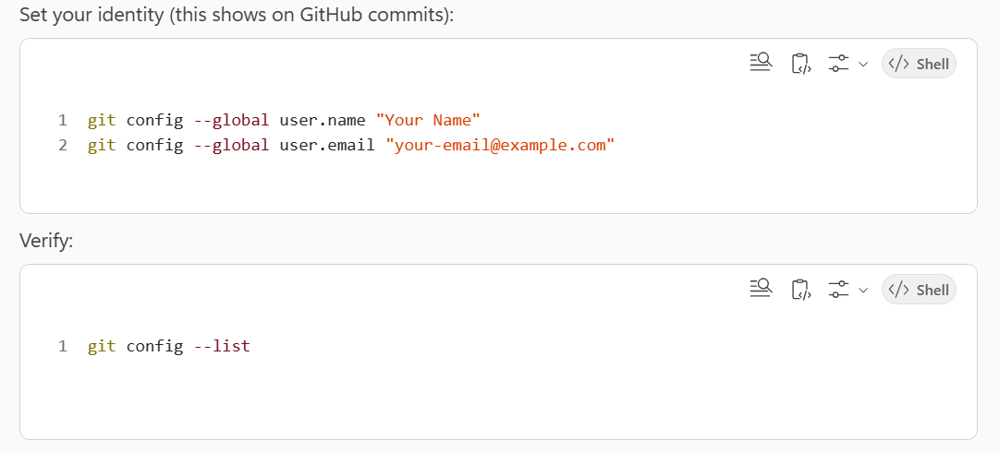 Set your identity (this shows on GitHub commits):
</> Shell
1 git config --global user.name "Your Name"
2 git config --global user.email "your-email@example.com"
Verify:
</> Shell
1 git config --list